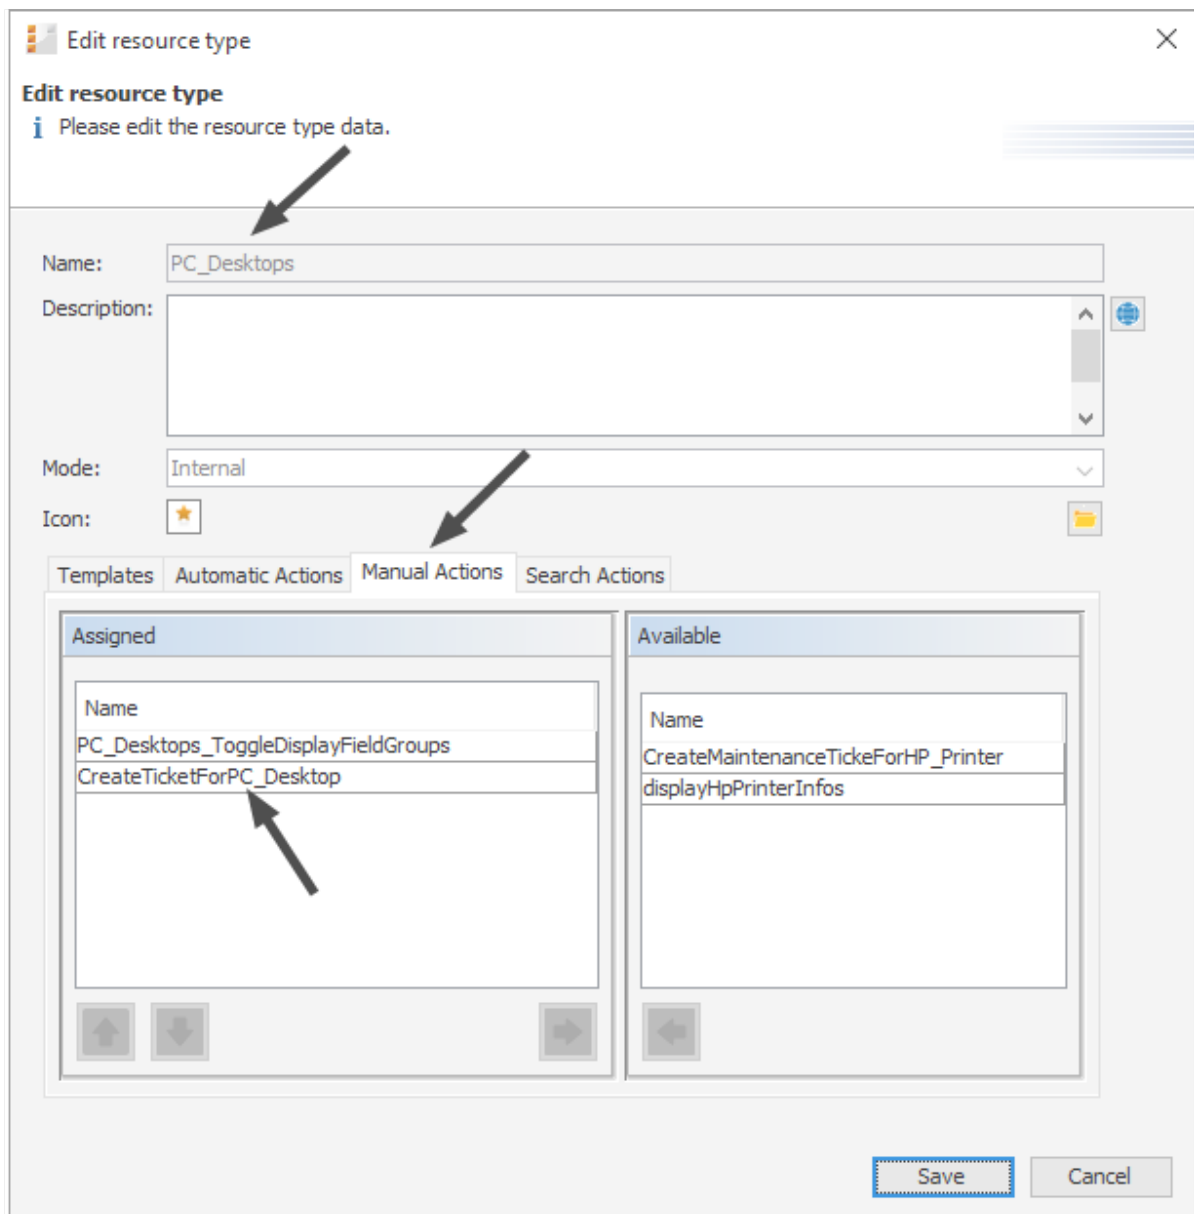 Edit resource type
Edit resource type
Please edit the resource type data.
Name: PC_Desktops
Description:
Mode: Internal
Icon:
Templates Automatic Actions Manual Actions Search Actions
Assigned Available
Name
Name
PC_Desktops_ToggleDisplayFieldGroups
CreateMaintenanceTickeForHP_Printer
CreateTicketForPC_Desktop
displayHpPrinterInfos
Save Cancel